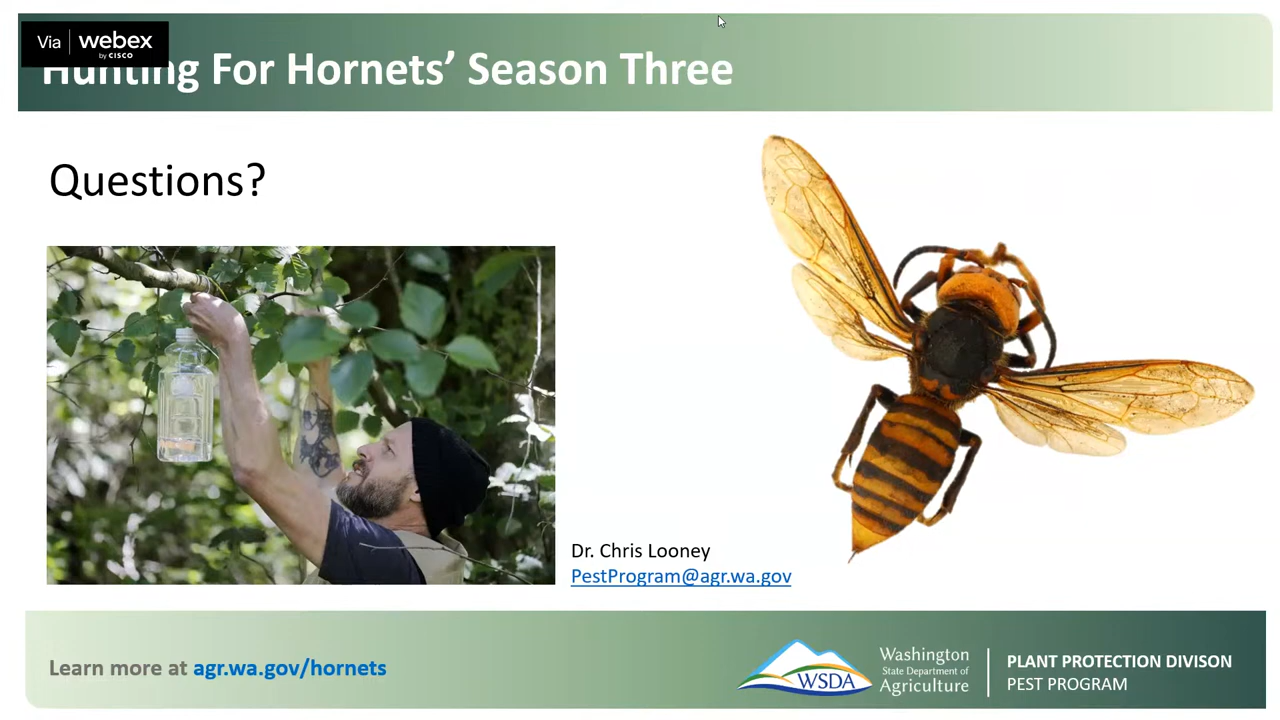 Via webex
by CISCO
Hunting For Hornets’ Season Three
Questions?
Dr. Chris Looney
PestProgram@agr.wa.gov
Learn more at agr.wa.gov/hornets
WSDA
Washington
State Department of
Agriculture
PLANT PROTECTION DIVISON
PEST PROGRAM